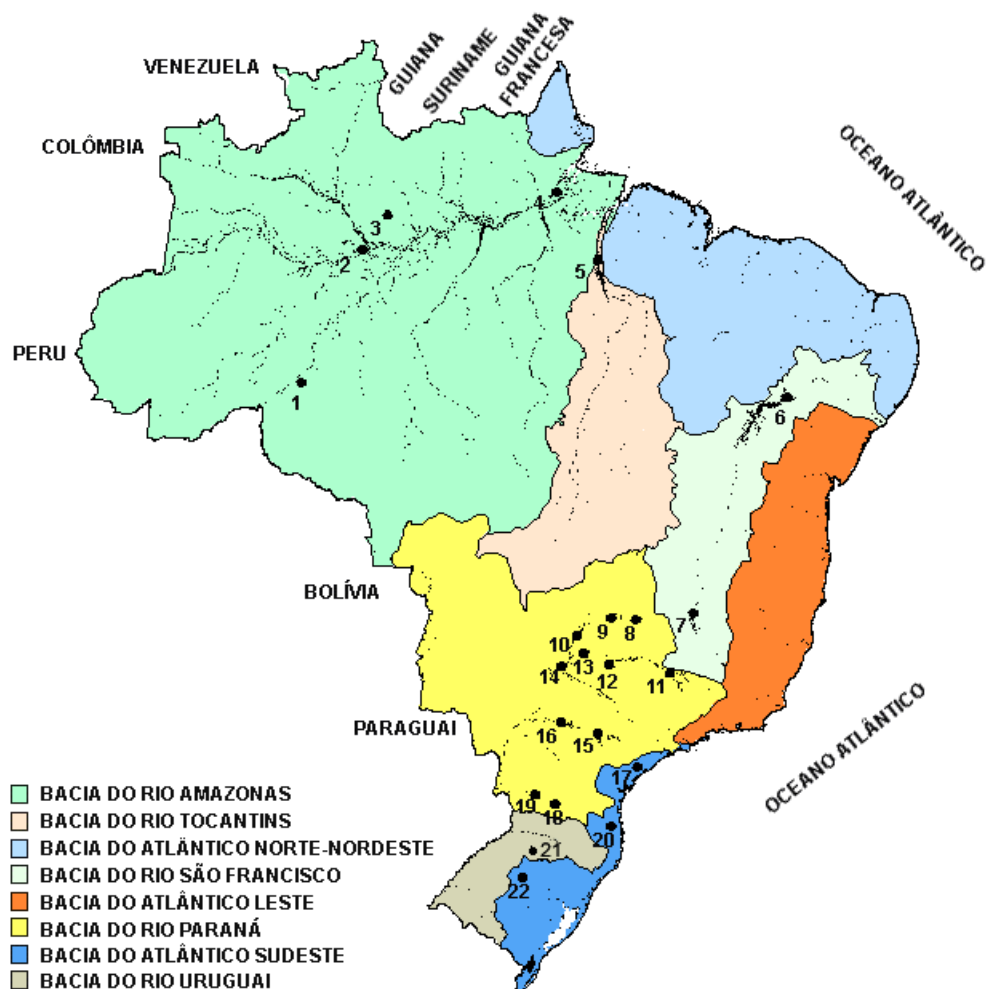 VENEZUELA
GUIANA
SURINAME
GUIANA
FRANCESA
COLÔMBIA
OCEANO ATLÂNTICO
4
3
2
5
PERU
1
6
BOLÍVIA
7
9
8
10
13
14
12
11
PARAGUAI
16
15
OCEANO ATLÂNTICO
17
19
18
20
21
22
BACIA DO RIO AMAZONAS
BACIA DO RIO TOCANTINS
BACIA DO ATLÂNTICO NORTE-NORDESTE
BACIA DO RIO SÃO FRANCISCO
BACIA DO ATLÂNTICO LESTE
BACIA DO RIO PARANÁ
BACIA DO ATLÂNTICO SUDESTE
BACIA DO RIO URUGUAI